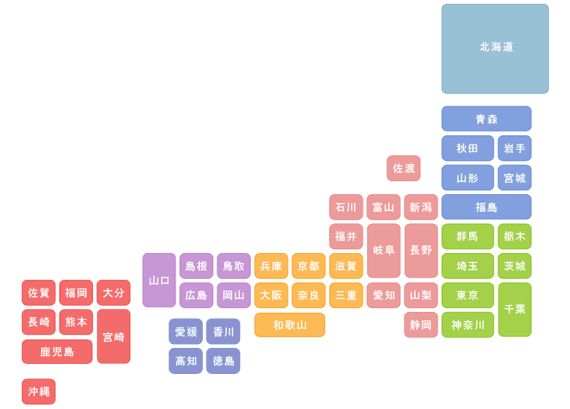 北海道
青森
秋田
岩手
佐渡
山形
宮城
石川
富山
新潟
福島
福井
岐阜
長野
群馬
栃木
山口
島根
鳥取
兵庫
京都
滋賀
埼玉
茨城
佐賀
福岡
大分
広島
岡山
大阪
奈良
三重
愛知
山梨
東京
千葉
長崎
熊本
宮崎
愛媛
香川
和歌山
静岡
神奈川
鹿児島
高知
徳島
沖縄